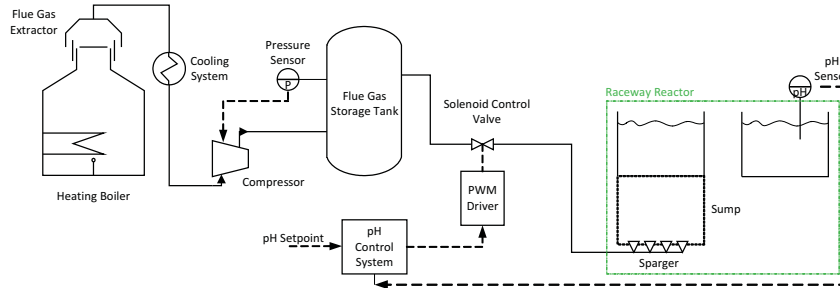 Flue Gas
Extractor
Cooling
System
Pressure
Sensor
P
Flue Gas
Storage Tank
Compressor
Heating Boiler
Solenoid Control
Valve
PWM
Driver
pH Setpoint
pH
Control
System
Raceway Reactor
Sump
Sparger
pH
pH